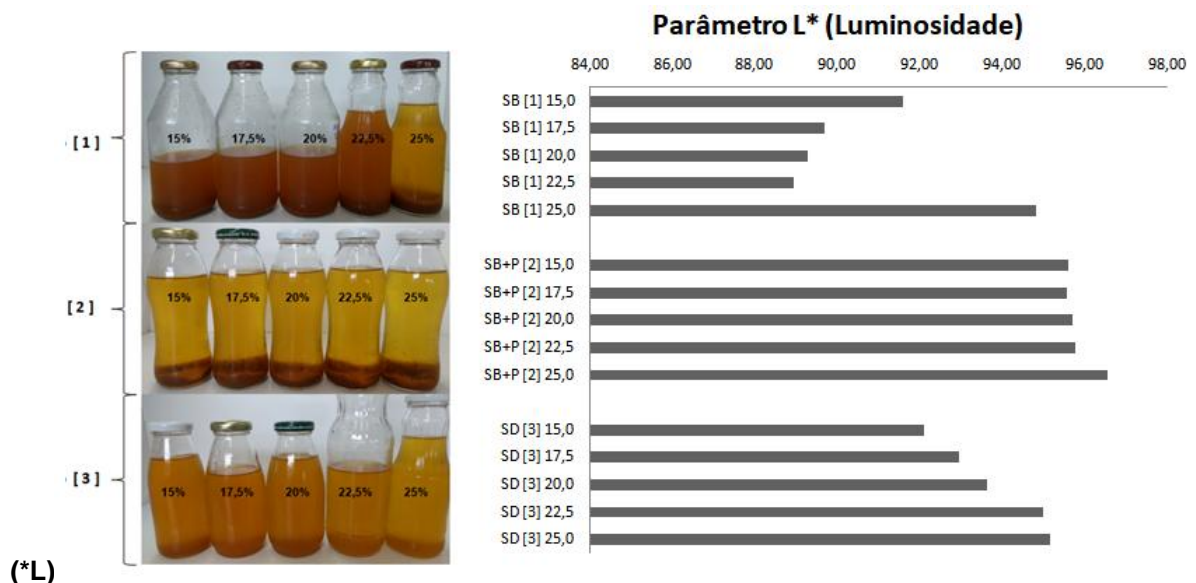 Parâmetro L* (Luminosidade)
84,00 86,00 88,00 90,00 92,00 94,00 96,00 98,00
[1]
15% 17,5% 20% 22,5% 25%
SB [1] 15,0
SB [1] 17,5
SB [1] 20,0
SB [1] 22,5
SB [1] 25,0
[2]
15% 17,5% 20% 22,5% 25%
SB+P [2] 15,0
SB+P [2] 17,5
SB+P [2] 20,0
SB+P [2] 22,5
SB+P [2] 25,0
[3]
15% 17,5% 20% 22,5% 25%
SD [3] 15,0
SD [3] 17,5
SD [3] 20,0
SD [3] 22,5
SD [3] 25,0
(*L)